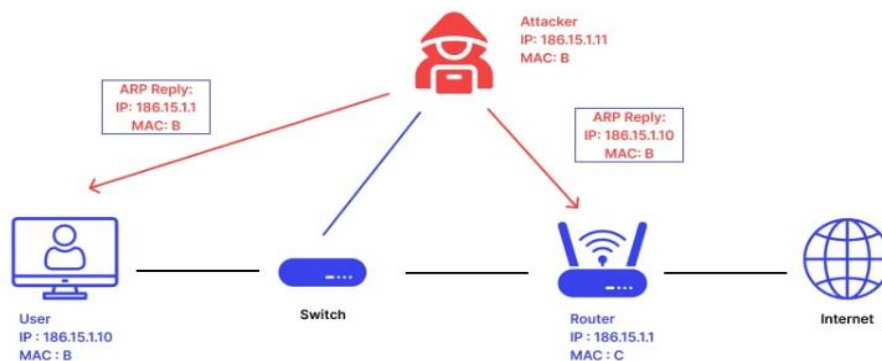 Attacker
IP: 186.15.1.11
MAC: B
ARP Reply:
IP: 186.15.1.1
MAC: B
ARP Reply:
IP: 186.15.1.10
MAC: B
User
IP : 186.15.1.10
MAC : B
Switch
Router
IP : 186.15.1.1
MAC : C
Internet